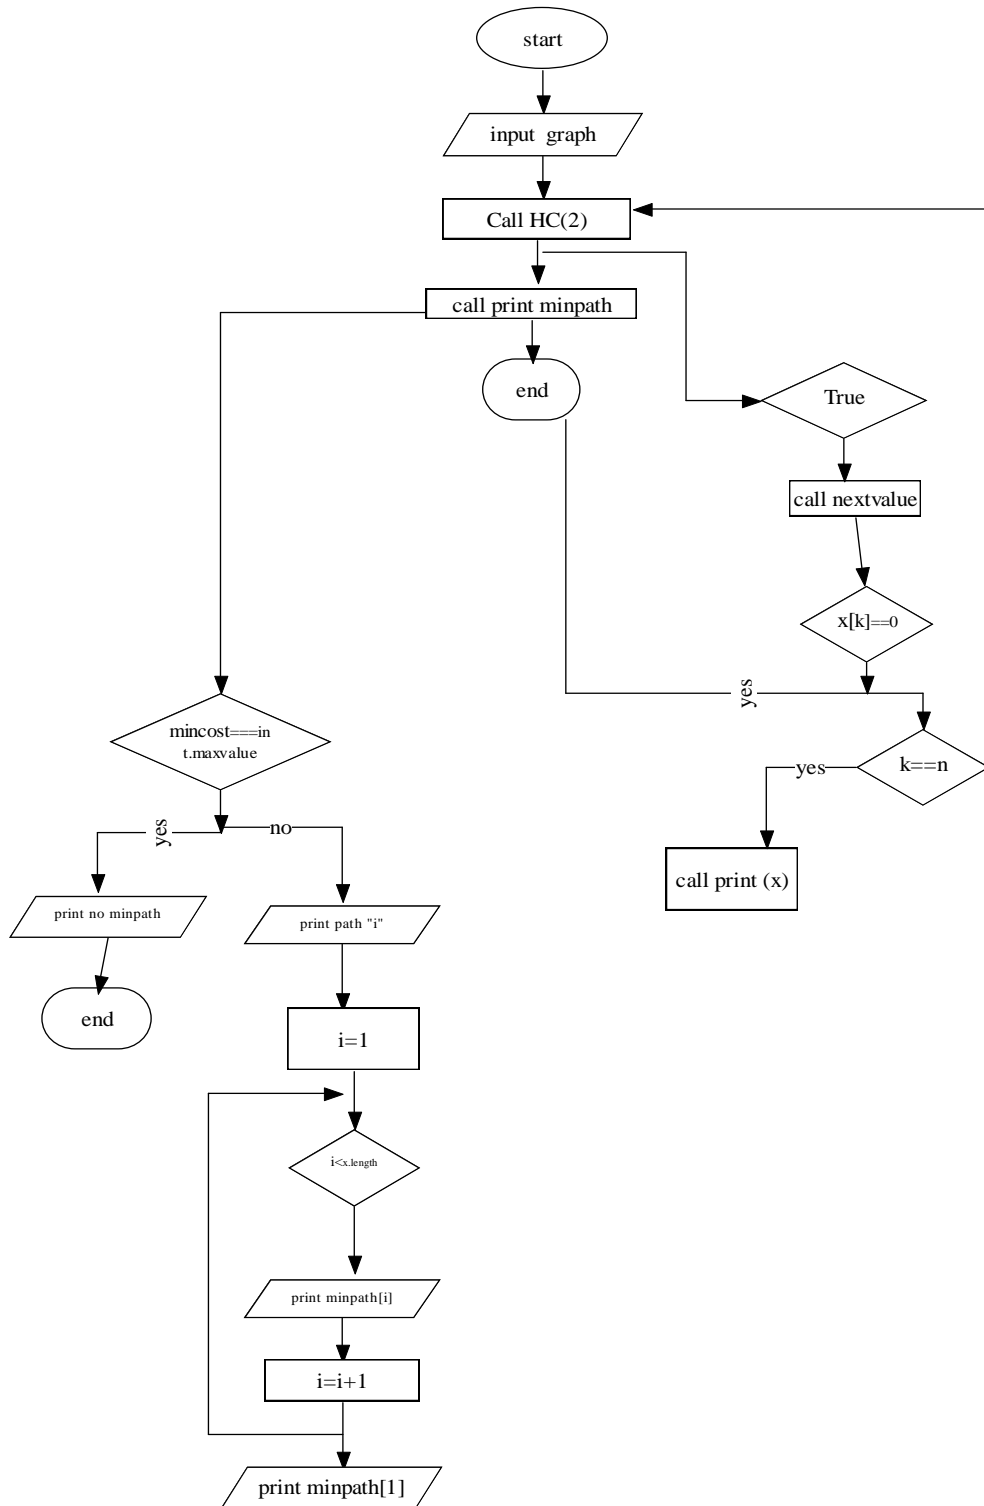 start
input graph
Call HC(2)
call print minpath
end
True
call nextvalue
x[k]==0
yes
mincost===in
t.maxvalue
k==n
yes
yes
no
call print (x)
print no minpath
print path "i"
end
i=1
i<x.length
print minpath[i]
i=i+1
print minpath[1]